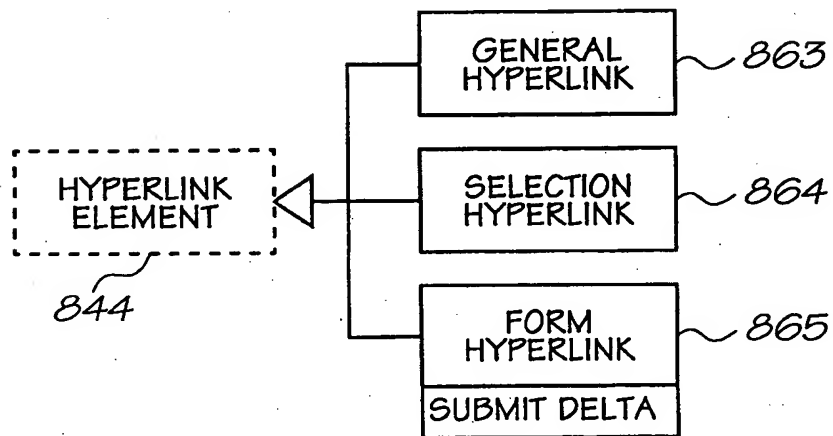 GENERAL
HYPERLINK
863
HYPERLINK
ELEMENT
844
SELECTION
HYPERLINK
864
FORM
HYPERLINK
865
SUBMIT DELTA